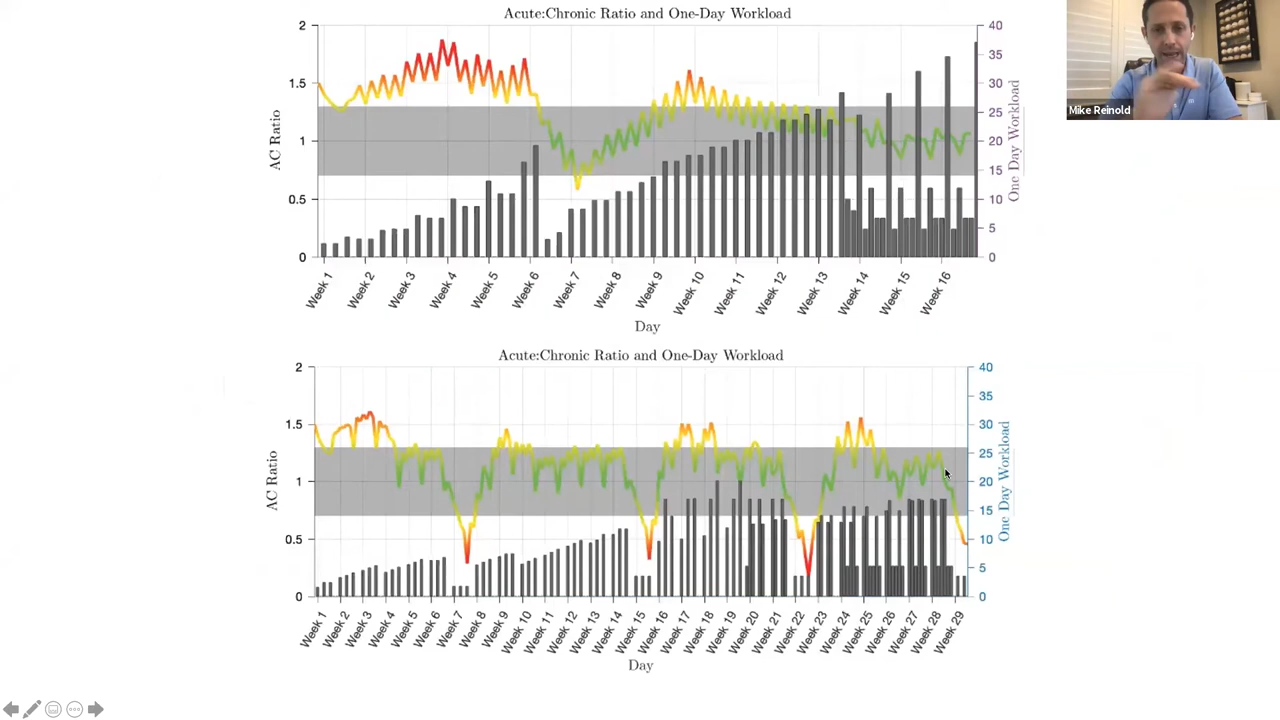 Acute:Chronic Ratio and One-Day Workload
2
1.5
1
0.5
0
AC Ratio
40
35
30
25
20
15
10
5
0
One Day Workload
Week 1
Week 2
Week 3
Week 4
Week 5
Week 6
Week 7
Week 8
Week 9
Week 10
Week 11
Week 12
Week 13
Week 14
Week 15
Week 16
Day
Mike Reinold
Acute:Chronic Ratio and One-Day Workload
2
1.5
1
0.5
0
AC Ratio
40
35
30
25
20
15
10
5
0
One Day Workload
Week 1
Week 2
Week 3
Week 4
Week 5
Week 6
Week 7
Week 8
Week 9
Week 10
Week 11
Week 12
Week 13
Week 14
Week 15
Week 16
Week 17
Week 18
Week 19
Week 20
Week 21
Week 22
Week 23
Week 24
Week 25
Week 26
Week 27
Week 28
Week 29
Day